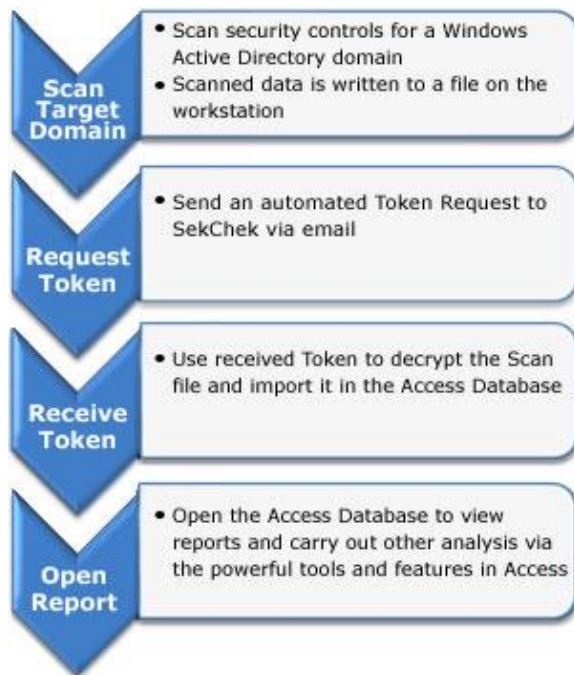 Scan
Target
Domain
• Scan security controls for a Windows
Active Directory domain
• Scanned data is written to a file on the
workstation
Request
Token
• Send an automated Token Request to
SekChek via email
Receive
Token
• Use received Token to decrypt the Scan
file and import it in the Access Database
Open
Report
• Open the Access Database to view
reports and carry out other analysis via
the powerful tools and features in Access